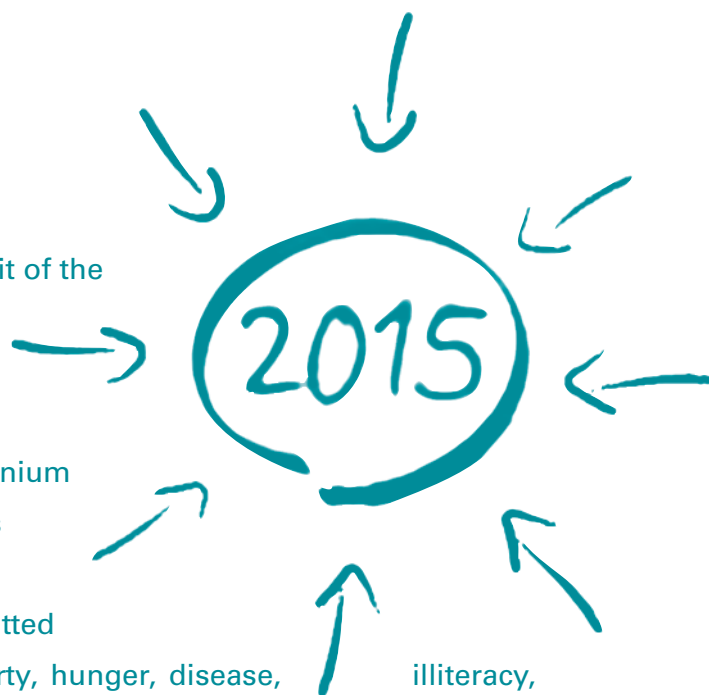 it of the
2015
nium
tted
rty, hunger, disease, illiteracy,